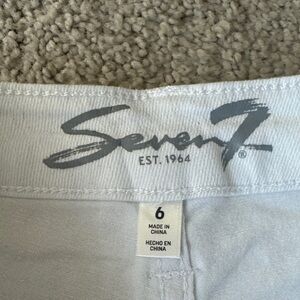 Seven7®
EST. 1964
6
MADE IN
CHINA
HECHO EN
CHINA